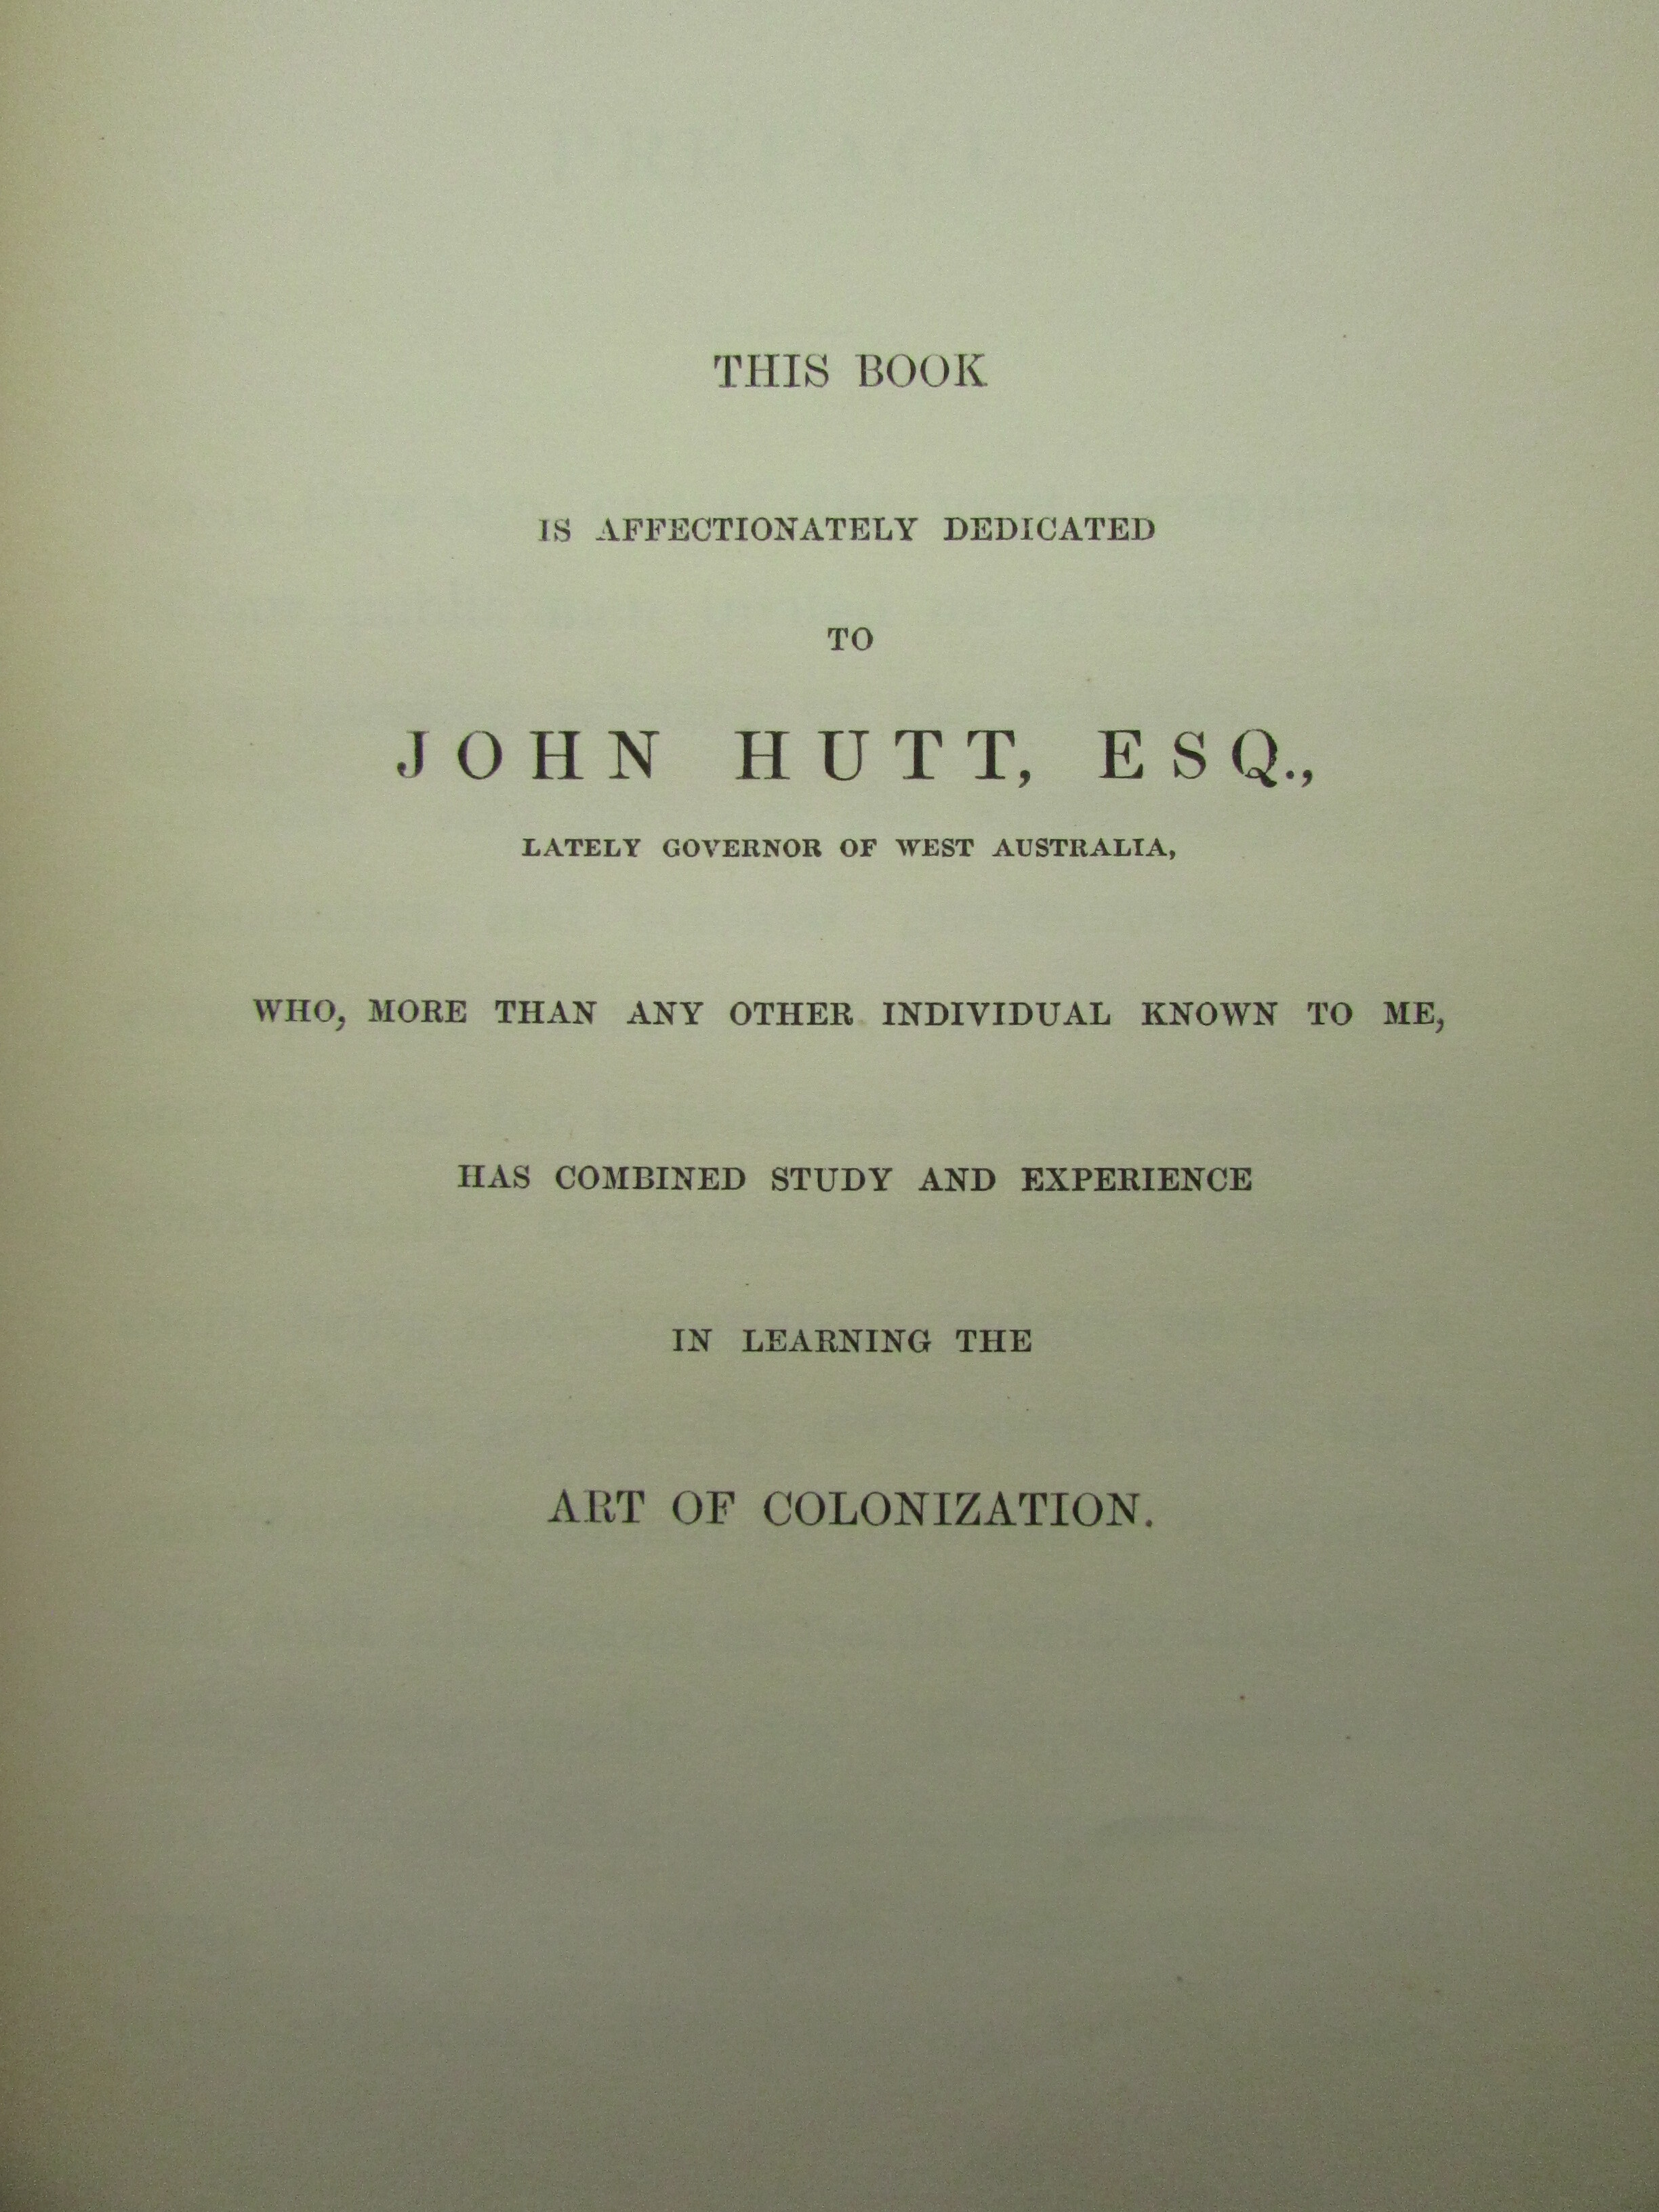 THIS BOOK
IS AFFECTIONATELY DEDICATED
TO
JOHN HUTT, ESQ.,
LATELY GOVERNOR OF WEST AUSTRALIA,
WHO, MORE THAN ANY OTHER INDIVIDUAL KNOWN TO ME,
HAS COMBINED STUDY AND EXPERIENCE
IN LEARNING THE
ART OF COLONIZATION.